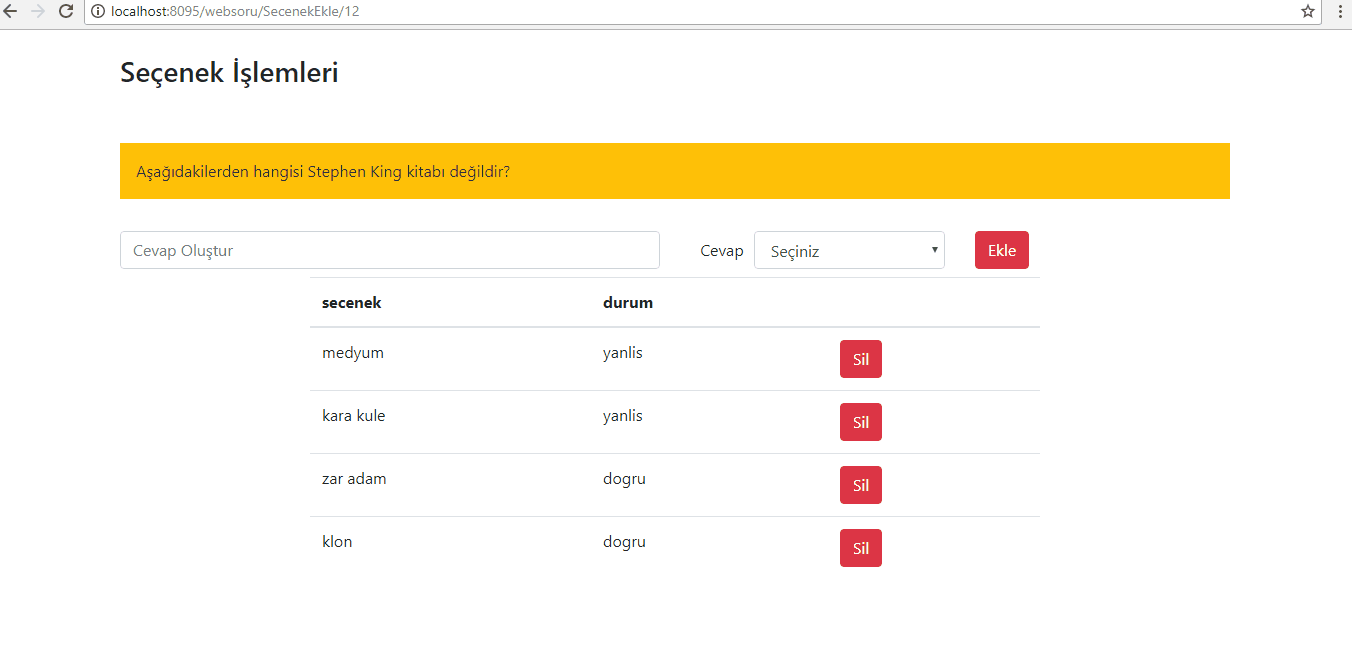 localhost:8095/websoru/SecenekEkle/12
Seçenek İşlemleri
Aşağıdakilerden hangisi Stephen King kitabı değildir?
Cevap Oluştur Cevap Seçiniz Ekle
secenek durum
medyum yanlis Sil
kara kule yanlis Sil
zar adam dogru Sil
klon dogru Sil